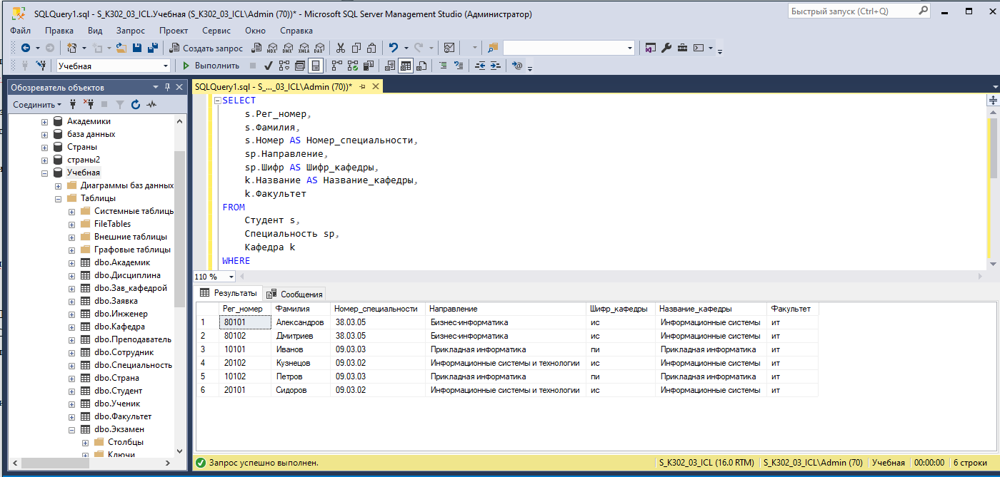 SQLQuery1.sql - S_K302_03_ICL.Учебная (S_K302_03_ICL\Admin (70))* - Microsoft SQL Server Management Studio (Администратор)
Быстрый запуск (Ctrl+Q)
Файл Правка Вид Запрос Проект Сервис Окно Справка
Создать запрос MDX DMX XMLA DAX
Учебная Выполнить
Обозреватель объектов
SQLQuery1.sql - S_..._03_ICL\Admin (70))*
Соединить
Академики
база данных
Страны
страны2
Учебная
Диаграммы баз данных
Таблицы
Системные таблицы
FileTables
Внешние таблицы
Графовые таблицы
dbo.Академик
dbo.Дисциплина
dbo.Зав_кафедрой
dbo.Заявка
dbo.Инженер
dbo.Кафедра
dbo.Преподаватель
dbo.Сотрудник
dbo.Специальность
dbo.Страна
dbo.Студент
dbo.Ученик
dbo.Факультет
dbo.Экзамен
Столбцы
Ключи
SELECT
s.Рег_номер,
s.Фамилия,
s.Номер AS Номер_специальности,
sp.Направление,
sp.Шифр AS Шифр_кафедры,
k.Название AS Название_кафедры,
k.Факультет
FROM
Студент s,
Специальность sp,
Кафедра k
WHERE
110 %
Результаты Сообщения
Рег_номер Фамилия Номер_специальности Направление Шифр_кафедры Название_кафедры Факультет
1 80101 Александров 38.03.05 Бизнес-информатика ис Информационные системы ит
2 80102 Дмитриев 38.03.05 Бизнес-информатика ис Информационные системы ит
3 10101 Иванов 09.03.03 Прикладная информатика пи Прикладная информатика ит
4 20102 Кузнецов 09.03.02 Информационные системы и технологии ис Информационные системы ит
5 10102 Петров 09.03.03 Прикладная информатика пи Прикладная информатика ит
6 20101 Сидоров 09.03.02 Информационные системы и технологии ис Информационные системы ит
Запрос успешно выполнен. S_K302_03_ICL (16.0 RTM) S_K302_03_ICL\Admin (70) Учебная 00:00:00 6 строки